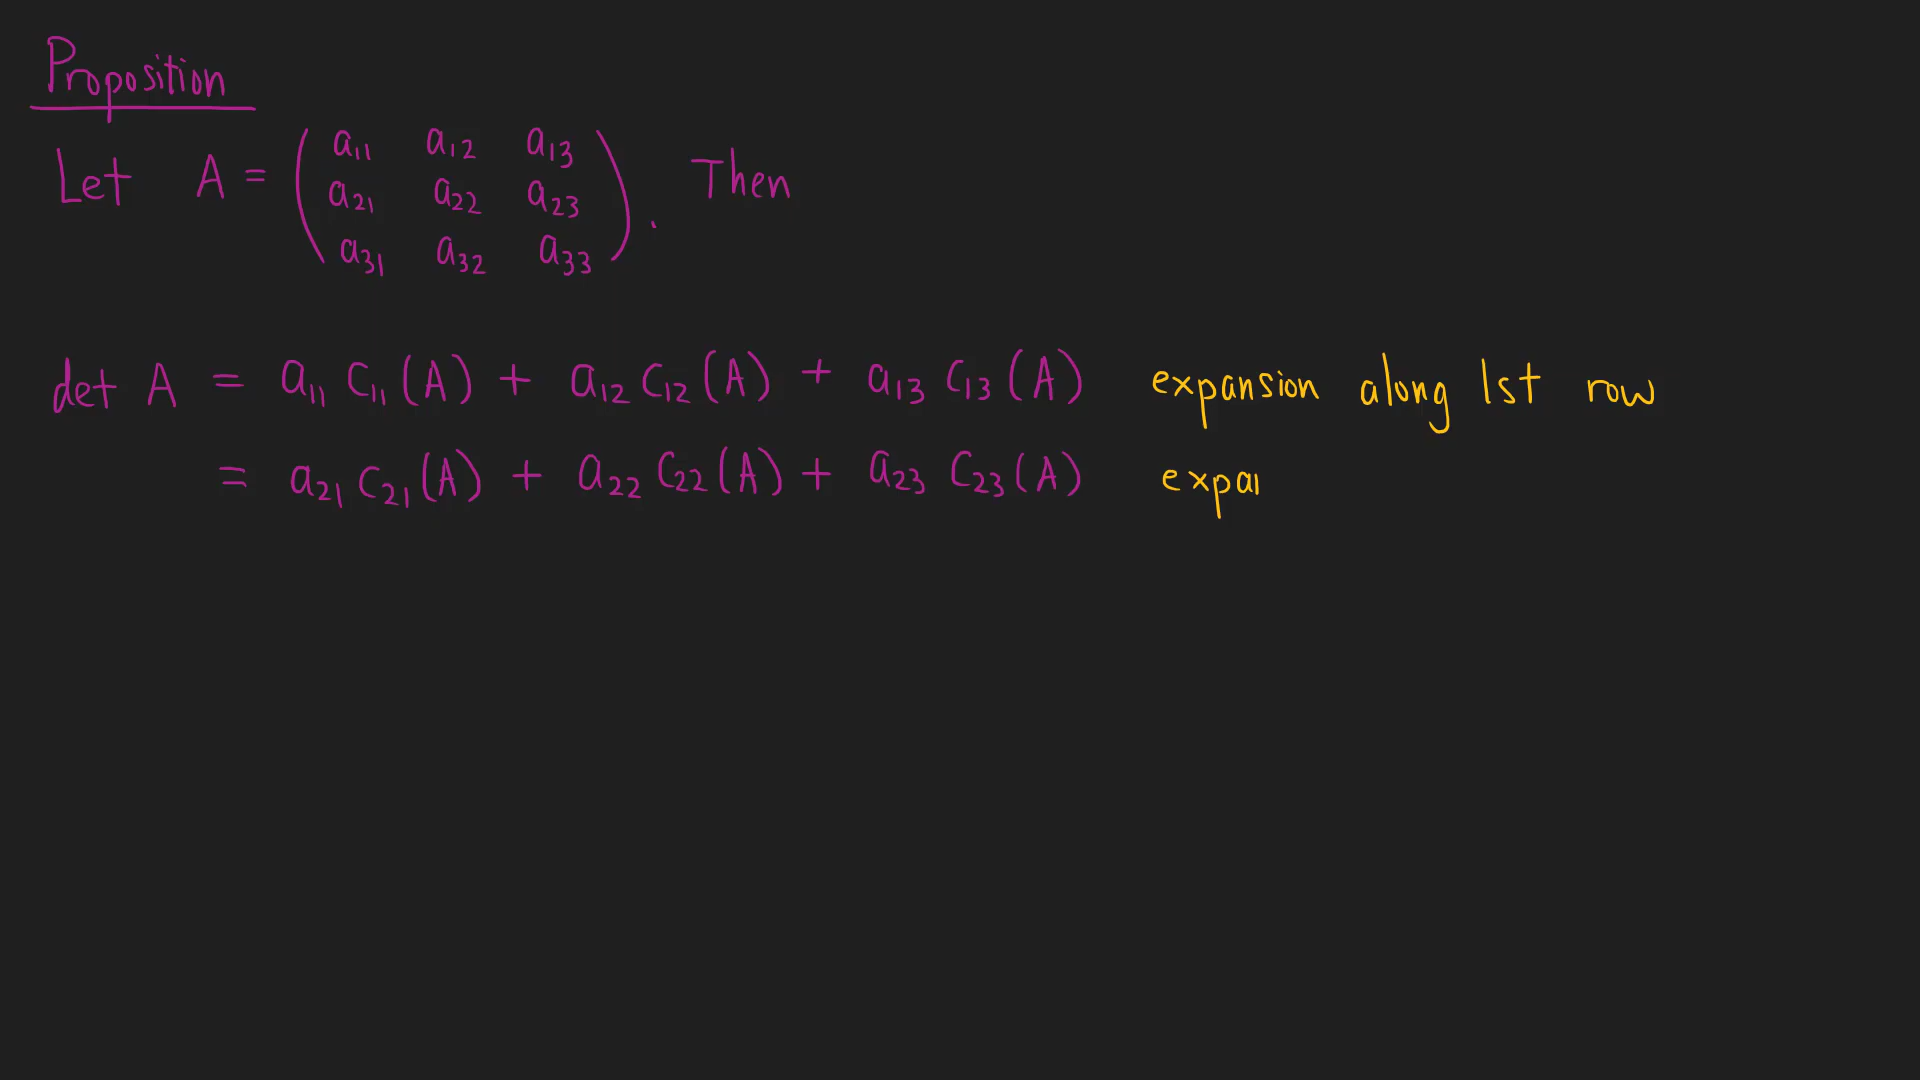 Proposition
Let A = ( a11 a12 a13
a21 a22 a23
a31 a32 a33 ). Then
det A = a11 C11(A) + a12 C12(A) + a13 C13(A) expansion along 1st row
= a21 C21(A) + a22 C22(A) + a23 C23(A)